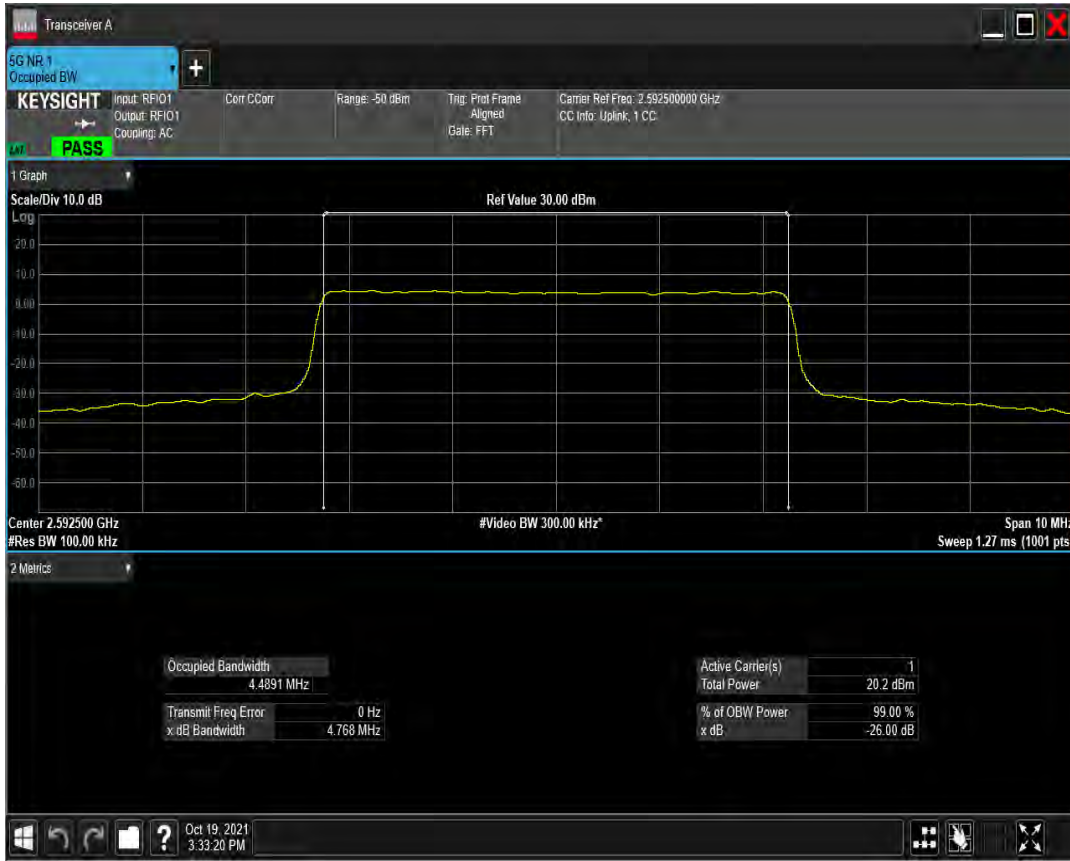 Transceiver A
5G NR 1
Occupied BW
+
KEYSIGHT
PASS
Input: RFIO1
Output: RFIO1
Coupling: AC
Corr CCorr
Range: -50 dBm
Trig: Prot Frame
Aligned
Gate: FFT
Carrier Ref Freq: 2.592500000 GHz
CC Info: Uplink, 1 CC
1 Graph
Scale/Div 10.0 dB
Ref Value 30.00 dBm
Log
20.0
10.0
0.00
-10.0
-20.0
-30.0
-40.0
-50.0
-60.0
Center 2.592500 GHz
#Video BW 300.00 kHz*
Span 10 MHz
#Res BW 100.00 kHz
Sweep 1.27 ms (1001 pts
2 Metrics
Occupied Bandwidth
4.4891 MHz
Transmit Freq Error 0 Hz
x dB Bandwidth 4.768 MHz
Active Carrier(s) 1
Total Power 20.2 dBm
% of OBW Power 99.00 %
x dB -26.00 dB
?
Oct 19, 2021
3:33:20 PM